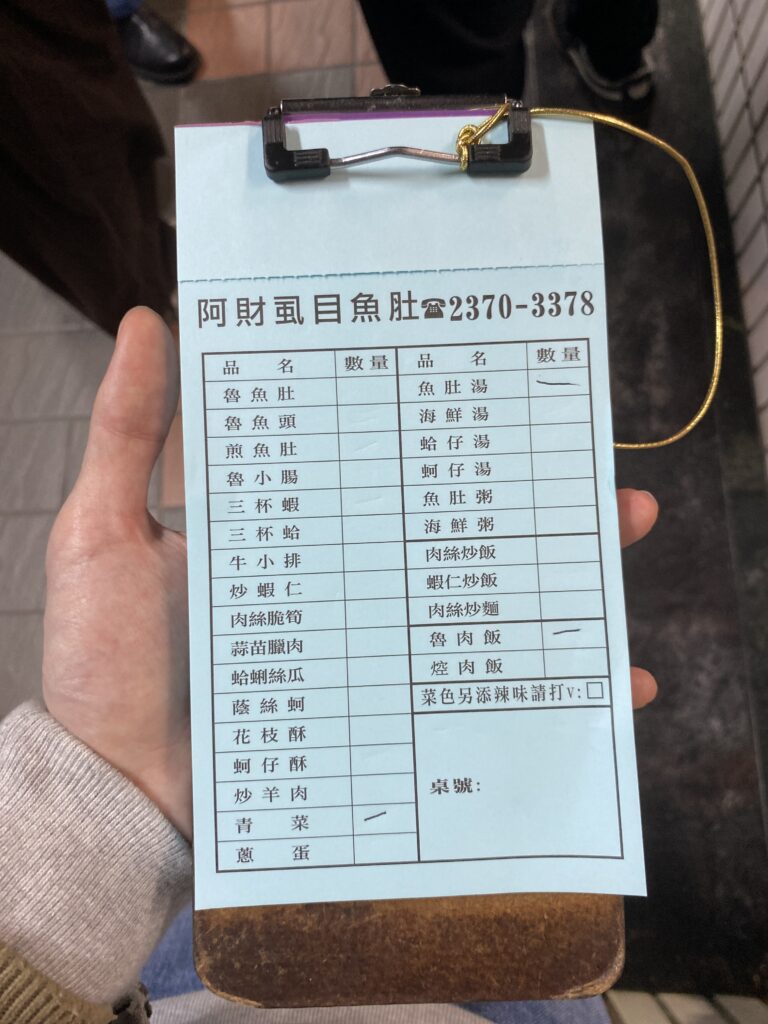 阿財虱目魚肚☎2370-3378
品名 數量
魯魚肚
魯魚頭
煎魚肚
魯小腸
三杯蝦
三杯蛤
牛小排
炒蝦仁
肉絲脆筍
蒜苗臘肉
蛤蜊絲瓜
蔭絲蚵
花枝酥
蚵仔酥
炒羊肉
青菜 一
蔥蛋
品名 數量
魚肚湯 一
海鮮湯
蛤仔湯
蚵仔湯
魚肚粥
海鮮粥
肉絲炒飯
蝦仁炒飯
肉絲炒麵
魯肉飯 一
焢肉飯
菜色另添辣味請打V:□
桌號: